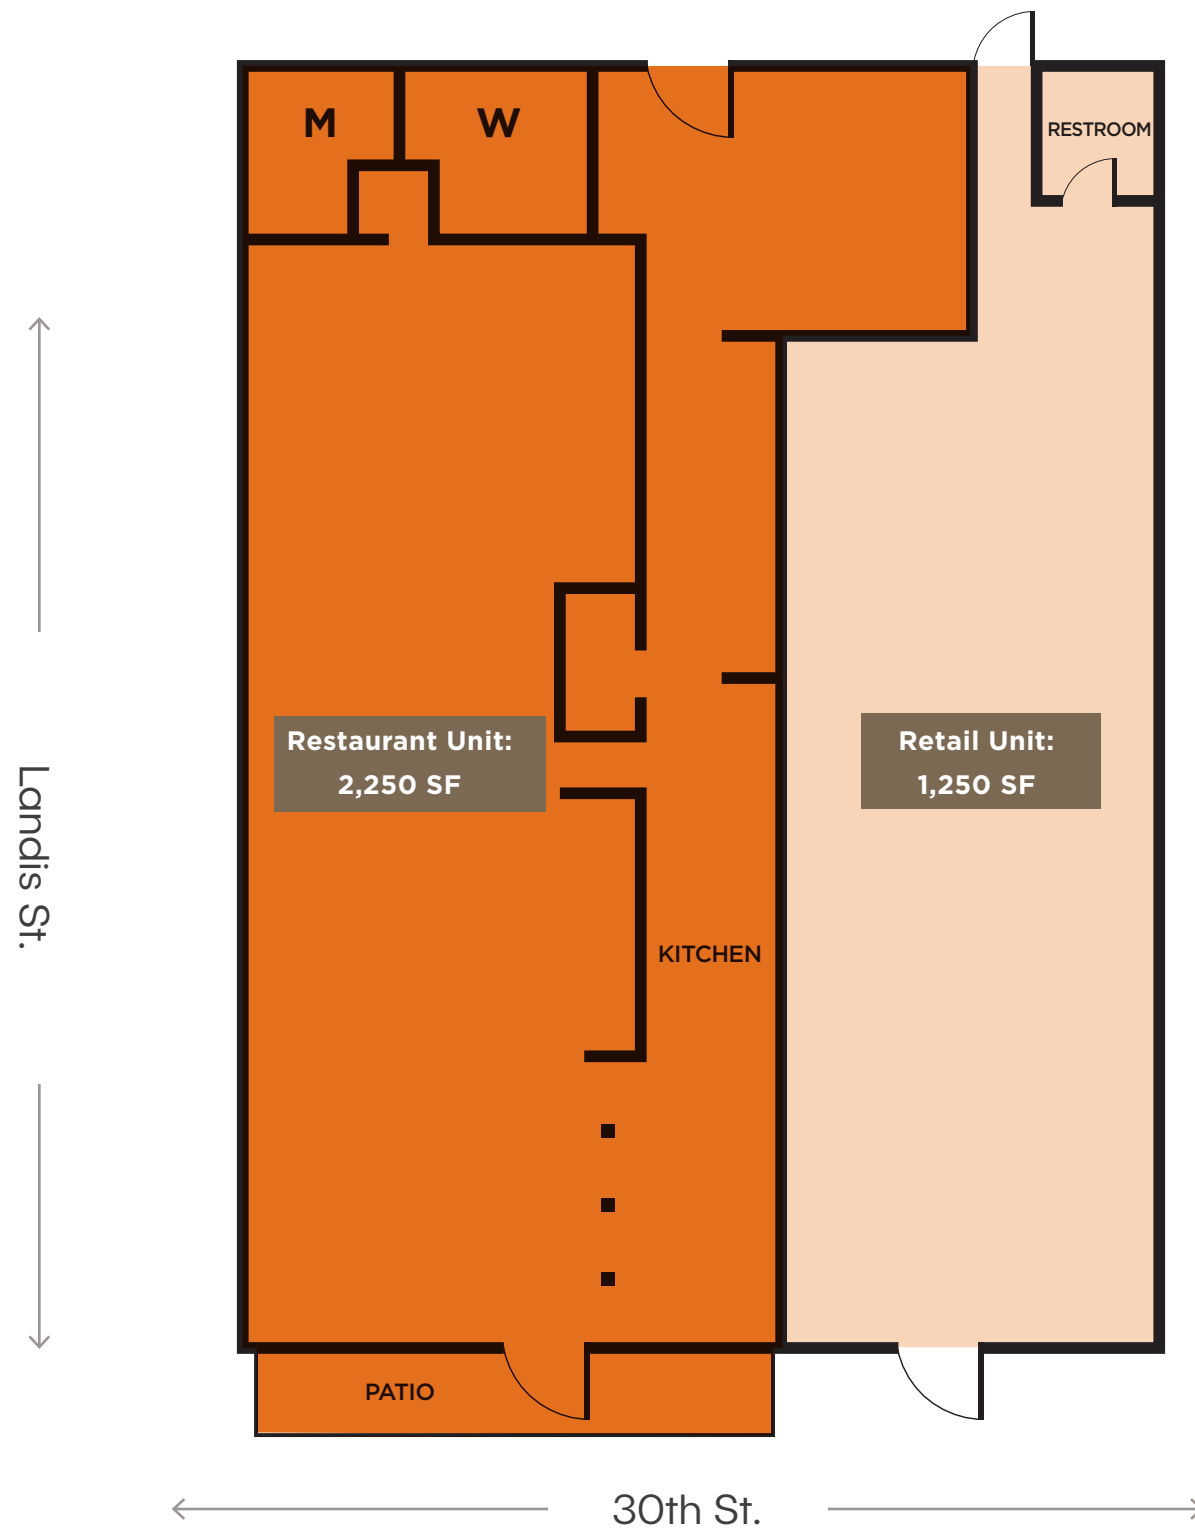 M
W
RESTROOM
Restaurant Unit:
2,250 SF
Retail Unit:
1,250 SF
Landis St.
KITCHEN
PATIO
30th St.